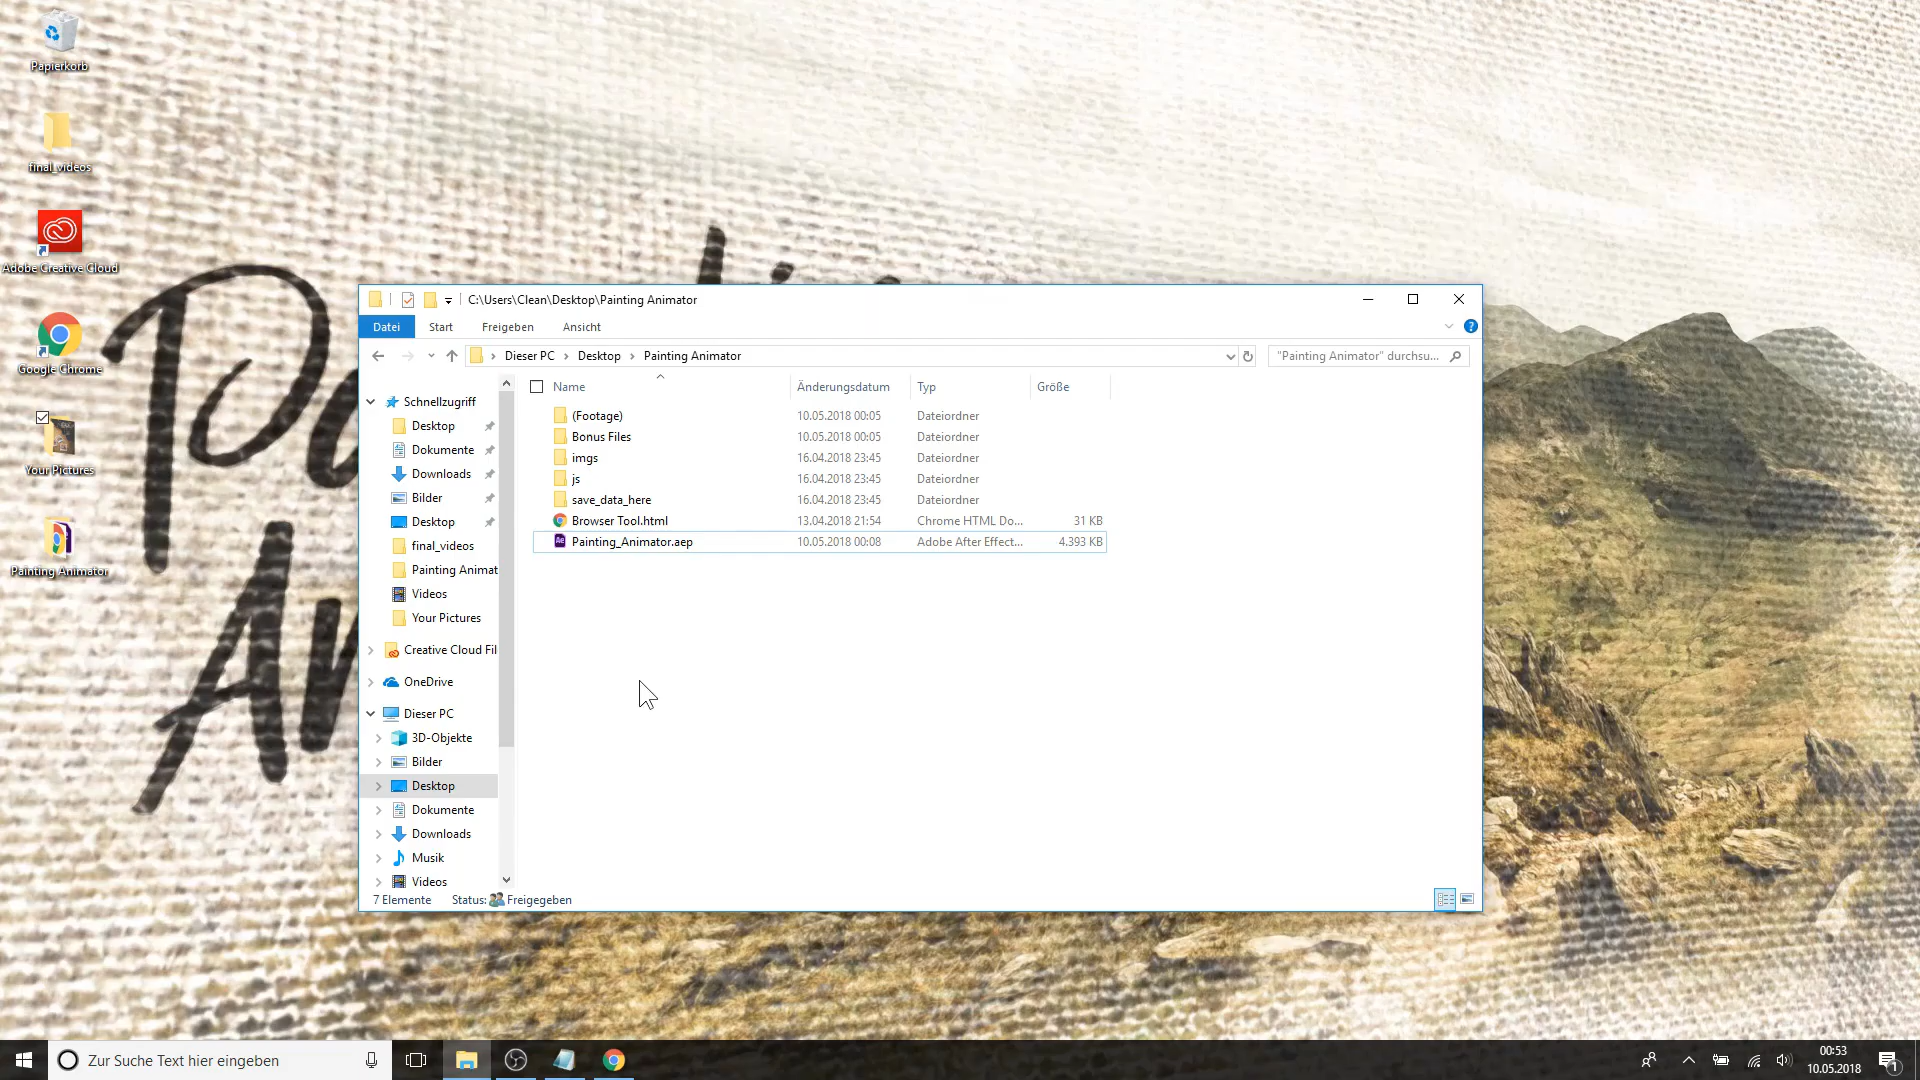 Papierkorb
final_videos
Adobe Creative Cloud
Google Chrome
Your Pictures
Painting Animator
C:\Users\Clean\Desktop\Painting Animator
Datei Start Freigeben Ansicht
Dieser PC Desktop Painting Animator
"Painting Animator" durchsu...
Name Änderungsdatum Typ Größe
(Footage) 10.05.2018 00:05 Dateiordner
Bonus Files 10.05.2018 00:05 Dateiordner
imgs 16.04.2018 23:45 Dateiordner
js 16.04.2018 23:45 Dateiordner
save_data_here 16.04.2018 23:45 Dateiordner
Browser Tool.html 13.04.2018 21:54 Chrome HTML Do... 31 KB
Painting_Animator.aep 10.05.2018 00:08 Adobe After Effect... 4.393 KB
Schnellzugriff
Desktop
Dokumente
Downloads
Bilder
Desktop
final_videos
Painting Animat
Videos
Your Pictures
Creative Cloud Fil
OneDrive
Dieser PC
3D-Objekte
Bilder
Desktop
Dokumente
Downloads
Musik
Videos
7 Elemente Status: Freigegeben
Zur Suche Text hier eingeben
00:53
10.05.2018
1